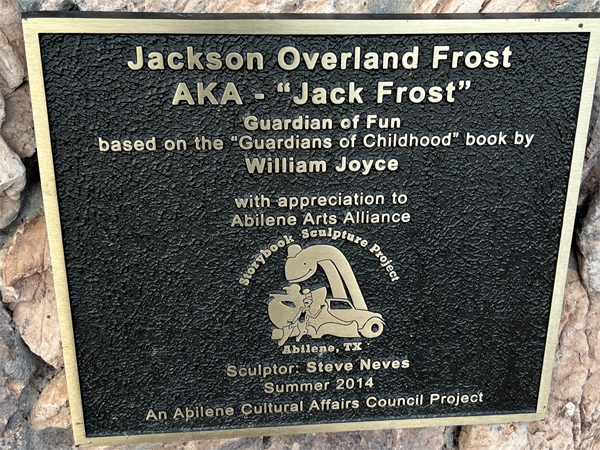 Jackson Overland Frost
AKA - “Jack Frost”
Guardian of Fun
based on the “Guardians of Childhood” book by
William Joyce
with appreciation to
Abilene Arts Alliance
Storybook Sculpture Project
Abilene, TX
Sculptor: Steve Neves
Summer 2014
An Abilene Cultural Affairs Council Project